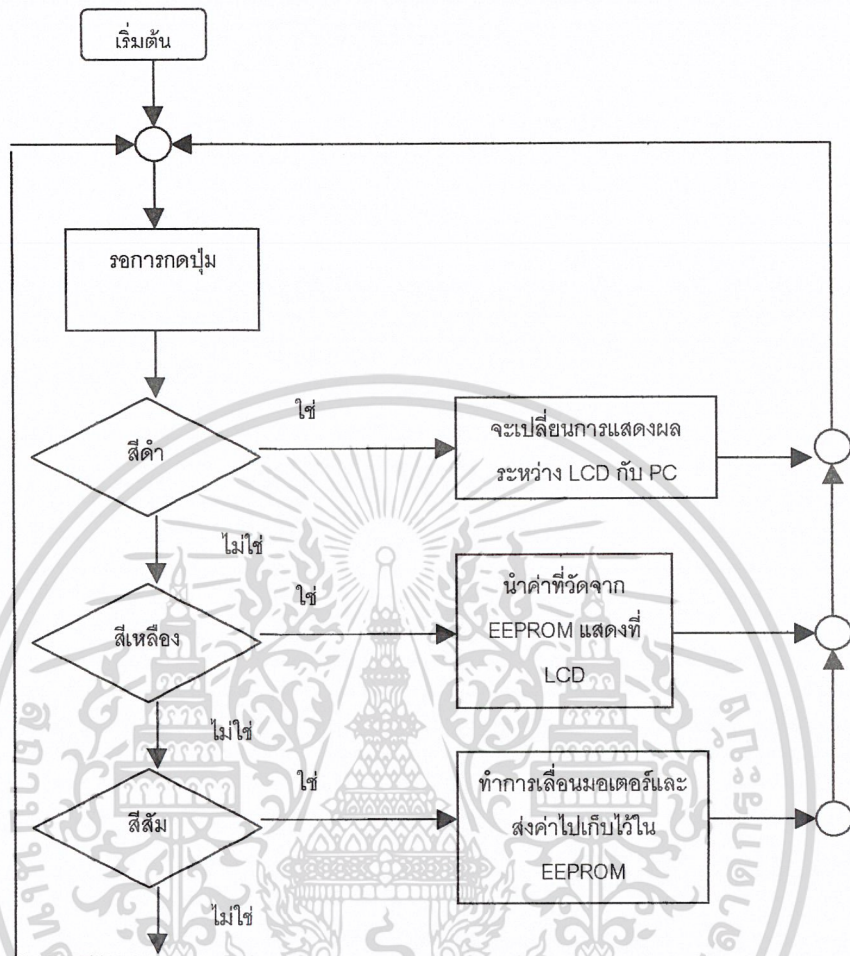 เริ่มต้น
รอการกดปุ่ม
สีดำ
ใช่
จะเปลี่ยนการแสดงผล
ระหว่าง LCD กับ PC
ไม่ใช่
สีเหลือง
ใช่
นำค่าที่วัดจาก
EEPROM แสดงที่
LCD
ไม่ใช่
สีส้ม
ใช่
ทำการเลื่อนมอเตอร์และ
ส่งค่าไปเก็บไว้ใน
EEPROM
ไม่ใช่